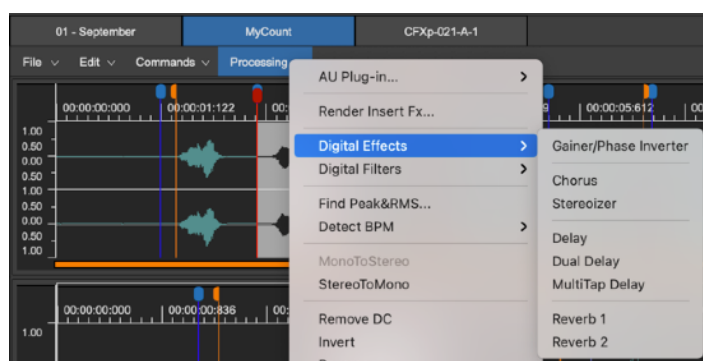 01 - September MyCount CFXp-021-A-1
File Edit Commands Processing
00:00:00:000 00:00:01:122 00: 9 00:00:05:612 00
1.00
0.50
0.00
0.50
1.00
0.50
0.00
0.50
1.00
00:00:00:000 00:00:00:836 00:
1.00
AU Plug-in...
Render Insert Fx...
Digital Effects
Digital Filters
Find Peak&RMS...
Detect BPM
MonoToStereo
StereoToMono
Remove DC
Invert
Gainer/Phase Inverter
Chorus
Stereoizer
Delay
Dual Delay
MultiTap Delay
Reverb 1
Reverb 2